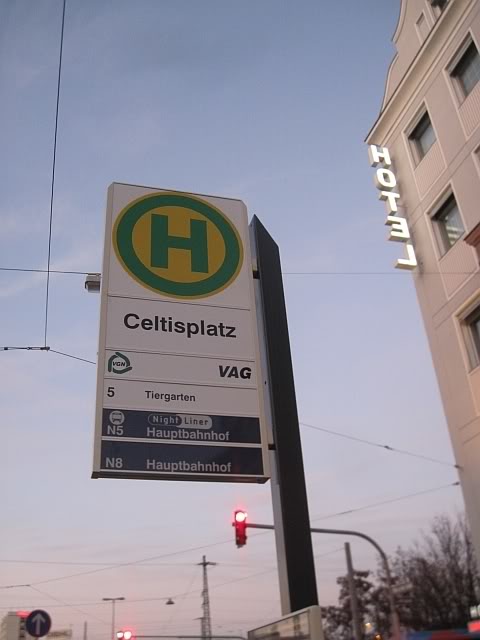 H
Celtisplatz
VGN
VAG
5 Tiergarten
Night Liner
N5 Hauptbahnhof
N8 Hauptbahnhof
HOTEL